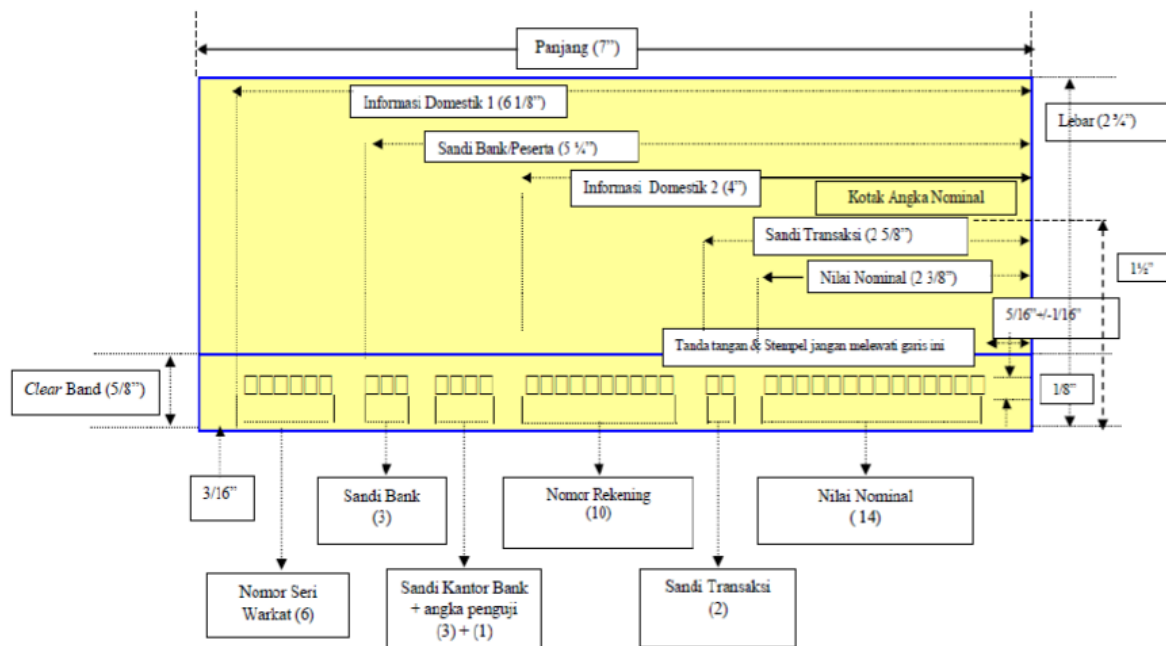 Panjang (7”)
Informasi Domestik 1 (6 1/8”)
Lebar (2 ¾”)
Sandi Bank/Peserta (5 ¼”)
Informasi Domestik 2 (4”)
Kotak Angka Nominal
Sandi Transaksi (2 5/8”)
1½”
Nilai Nominal (2 3/8”)
5/16”+/-1/16”
Tanda tangan & Stempel jangan melewati garis ini
Clear Band (5/8”)
1/8”
3/16”
Sandi Bank
(3)
Nomor Rekening
(10)
Nilai Nominal
( 14)
Nomor Seri
Warkat (6)
Sandi Kantor Bank
+ angka penguji
(3) + (1)
Sandi Transaksi
(2)